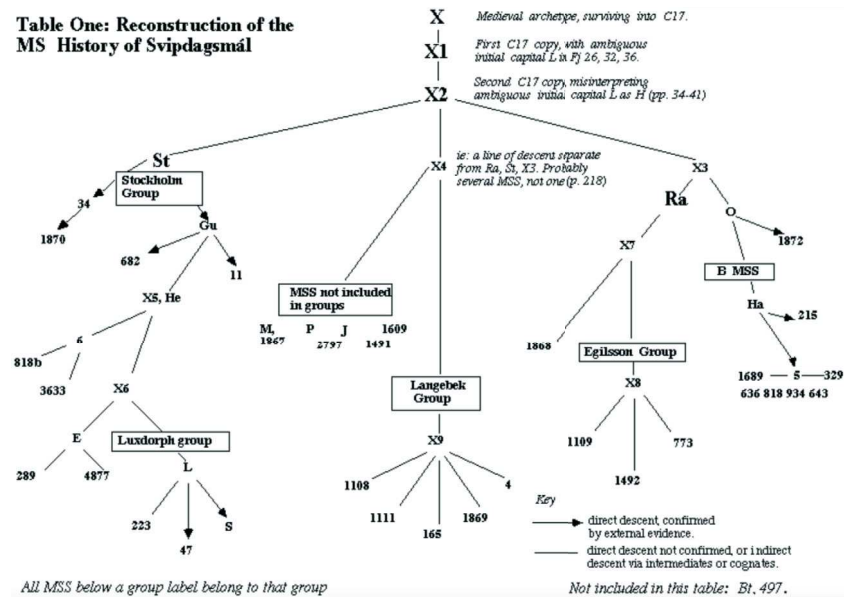 Table One: Reconstruction of the
MS History of Svipdagsmál
X
Medieval archetype, surviving into C17.
X1
First C17 copy, with ambiguous
initial capital L in Fj 26, 32, 36.
X2
Second C17 copy, misinterpreting
ambiguous initial capital L as H (pp. 34-41)
St
Stockholm
Group
34
1870
Gu
682
11
X5, He
6
818b
3633
X6
E
289
4877
Luxdorph group
L
223
47
S
X4
ie: a line of descent separate
from Ra, St, X3. Probably
several MSS, not one (p. 218)
MSS not included
in groups
M, P J 1609
1867 2797 1491
Langebek
Group
X9
1108
1111
165
1869
4
X3
Ra
O
1872
X7
B MSS
Ha
215
1868
Egilsson Group
1689 5 329
636 818 934 643
X8
1109
1492
773
Key
direct descent, confirmed
by external evidence.
direct descent not confirmed, or indirect
descent via intermediates or cognates.
All MSS below a group label belong to that group
Not included in this table: Bt, 497.